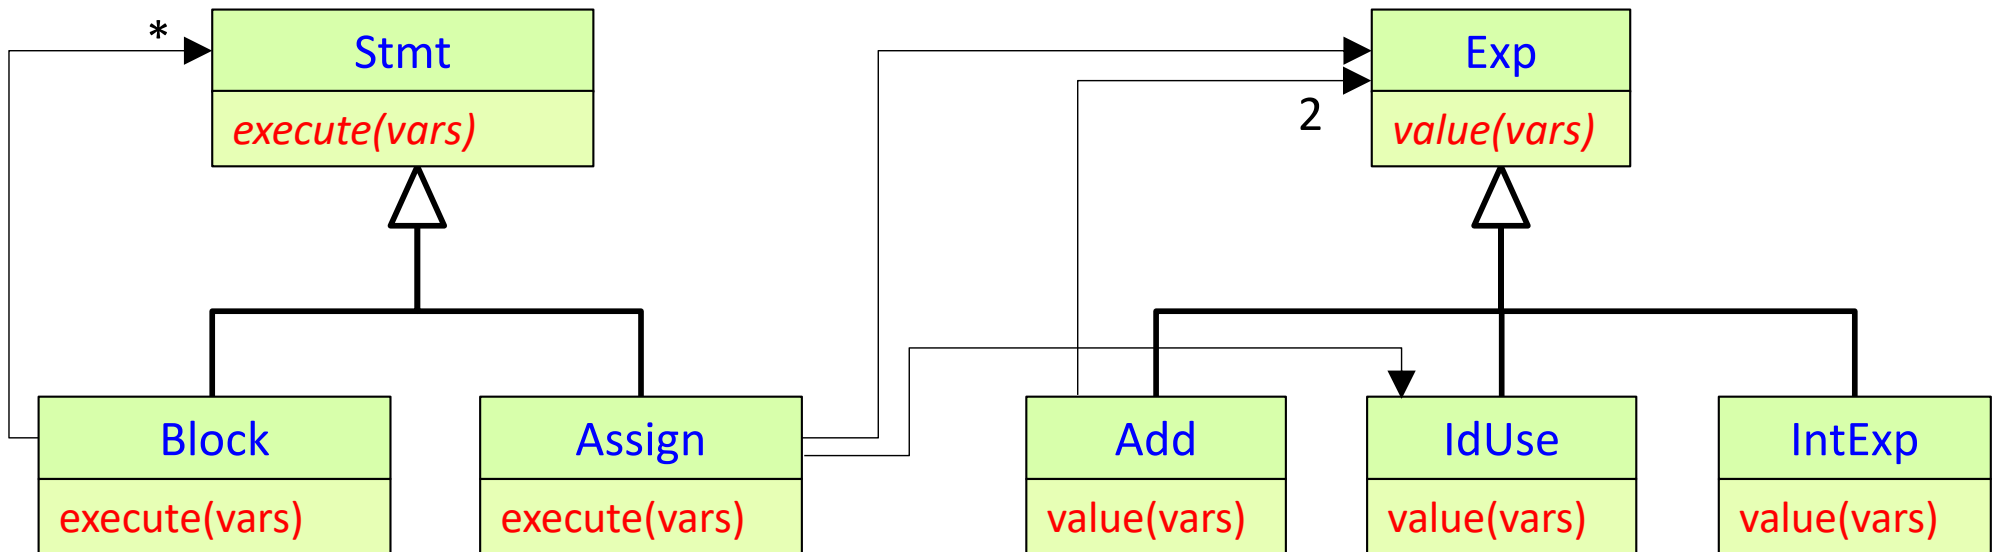 *
Stmt
execute(vars)
Exp
2
value(vars)
Block
execute(vars)
Assign
execute(vars)
Add
value(vars)
IdUse
value(vars)
IntExp
value(vars)